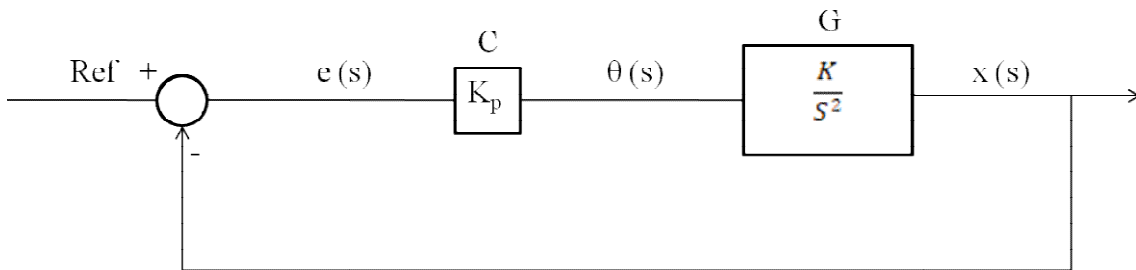 C
G
Ref + e (s) K_p θ (s) K/S² x (s)
-